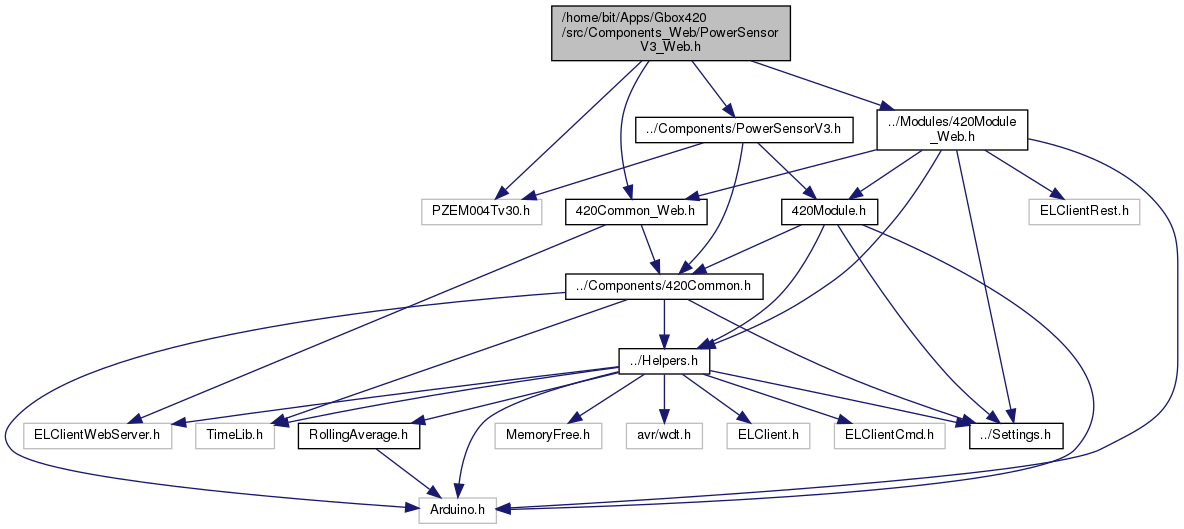 /home/bit/Apps/Gbox420
/src/Components_Web/PowerSensor
V3_Web.h
../Components/PowerSensorV3.h
../Modules/420Module
_Web.h
PZEM004Tv30.h
420Common_Web.h
420Module.h
ELClientRest.h
../Components/420Common.h
../Helpers.h
ELClientWebServer.h
TimeLib.h
RollingAverage.h
MemoryFree.h
avr/wdt.h
ELClient.h
ELClientCmd.h
../Settings.h
Arduino.h